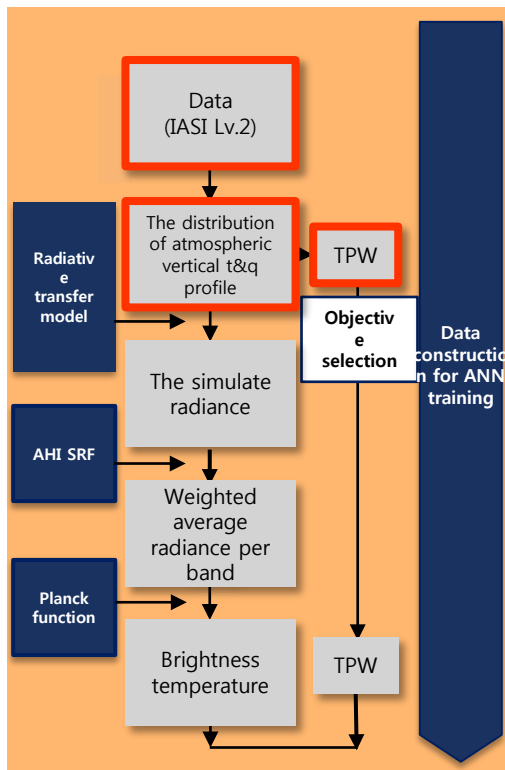 Data
(IASI Lv.2)
The distribution
of atmospheric
vertical t&q
profile
TPW
Radiativ
e
transfer
model
Objectiv
e
selection
Data
constructio
n for ANN
training
The simulate
radiance
AHI SRF
Weighted
average
radiance per
band
Planck
function
Brightness
temperature
TPW